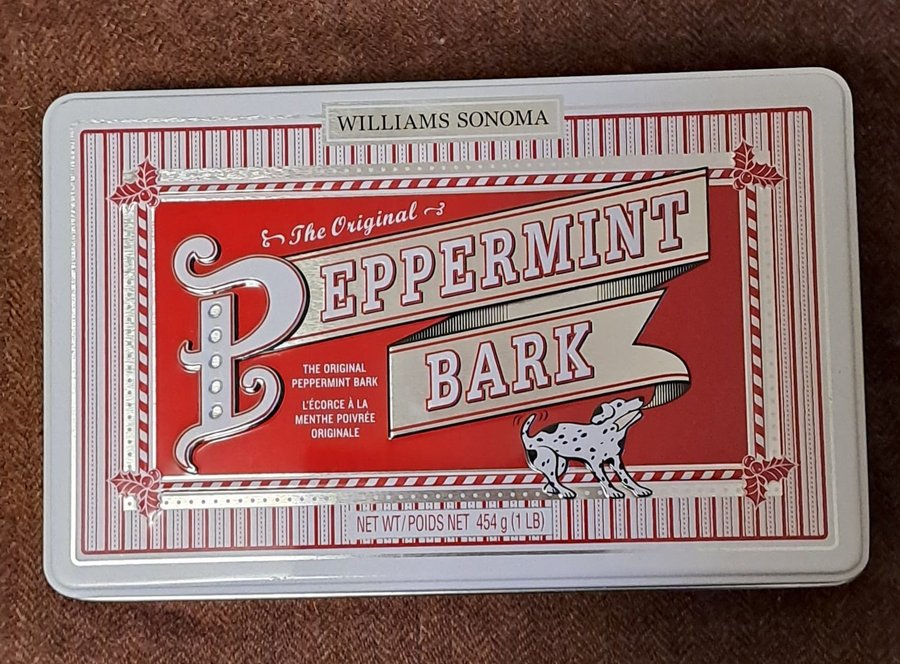 WILLIAMS SONOMA
The Original
PEPPERMINT
BARK
THE ORIGINAL
PEPPERMINT BARK
L'ÉCORCE À LA
MENTHE POIVRÉE
ORIGINALE
NET WT/POIDS NET 454 g (1 LB)